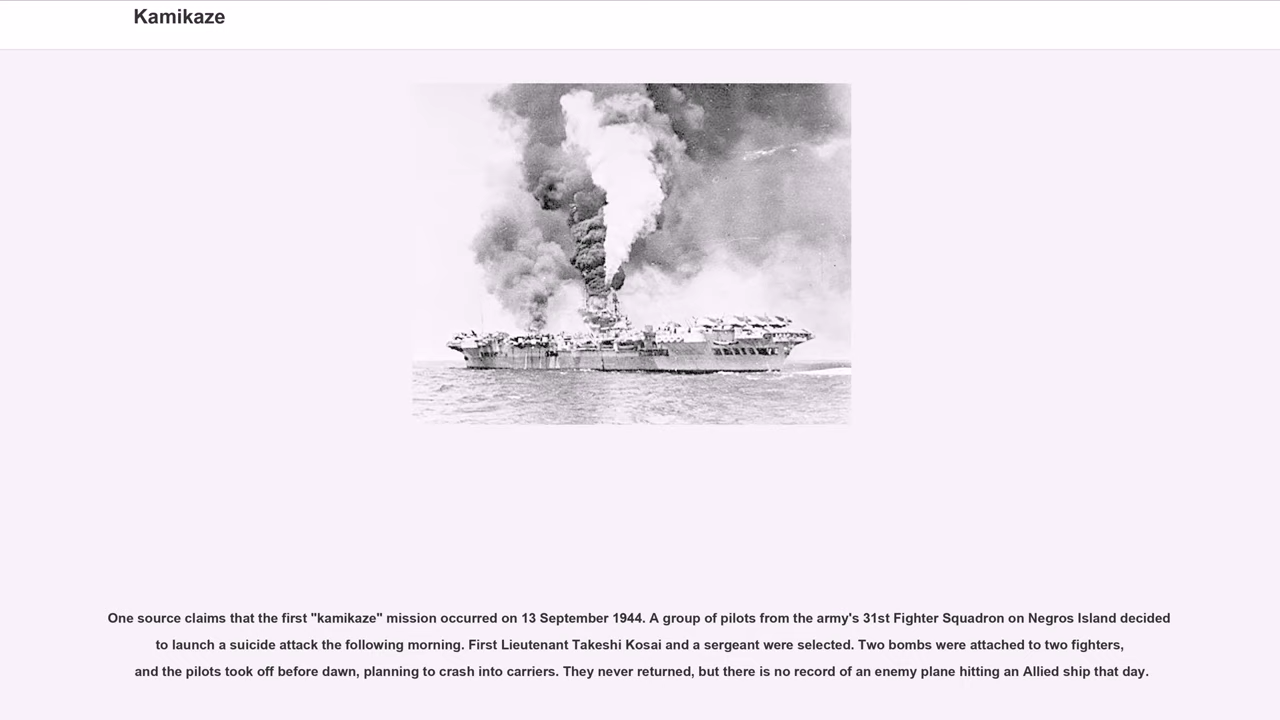 Kamikaze
One source claims that the first "kamikaze" mission occurred on 13 September 1944. A group of pilots from the army's 31st Fighter Squadron on Negros Island decided
to launch a suicide attack the following morning. First Lieutenant Takeshi Kosai and a sergeant were selected. Two bombs were attached to two fighters,
and the pilots took off before dawn, planning to crash into carriers. They never returned, but there is no record of an enemy plane hitting an Allied ship that day.